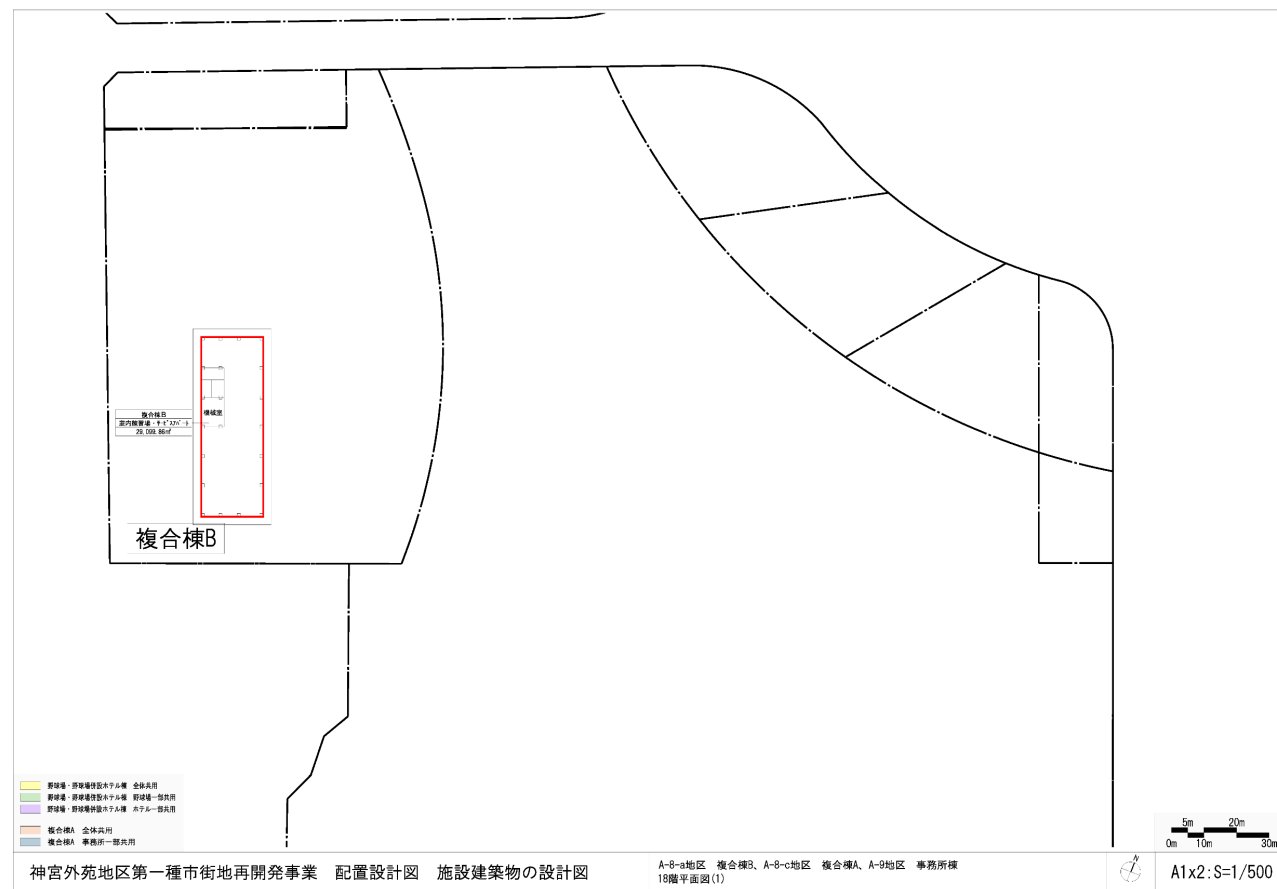 複合棟B
室内練習場・サービスアパート
29,099.86㎡
機械室
複合棟B
野球場・野球場併設ホテル棟 全体共用
野球場・野球場併設ホテル棟 野球場一部共用
野球場・野球場併設ホテル棟 ホテル一部共用
複合棟A 全体共用
複合棟A 事務所一部共用
神宮外苑地区第一種市街地再開発事業 配置設計図 施設建築物の設計図
A-8-a地区 複合棟B、A-8-c地区 複合棟A、A-9地区 事務所棟
18階平面図(1)
N
5m 20m
0m 10m 30m
A1x2:S=1/500